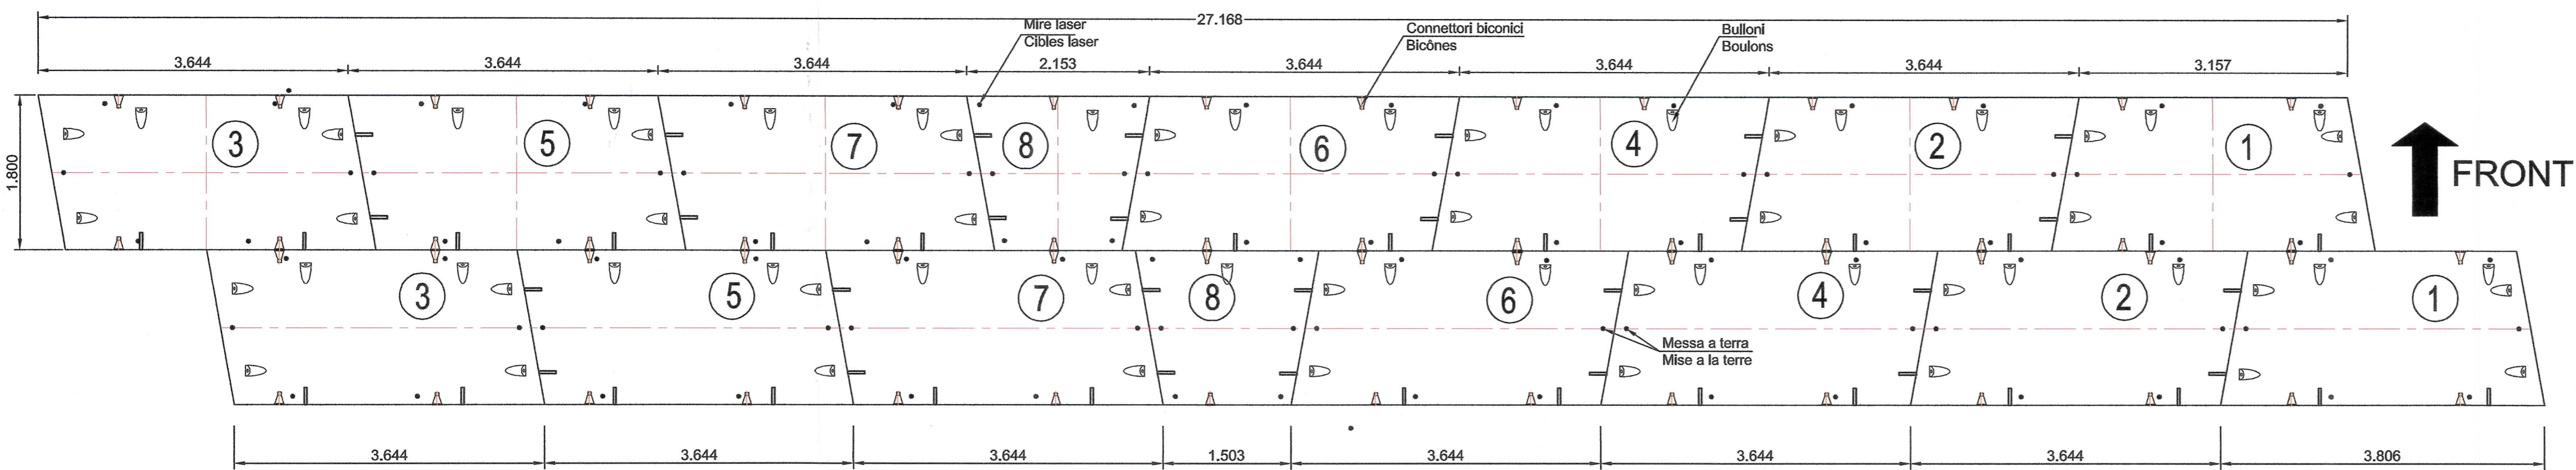 27.168
Mire laser
Cibles laser
Connettori biconici
Bicônes
Bulloni
Boulons
3.644 3.644 3.644 2.153 3.644 3.644 3.644 3.157
1.800
3 5 7 8 6 4 2 1
FRONT
3 5 7 8 6 4 2 1
Messa a terra
Mise a la terre
3.644 3.644 3.644 1.503 3.644 3.644 3.644 3.806